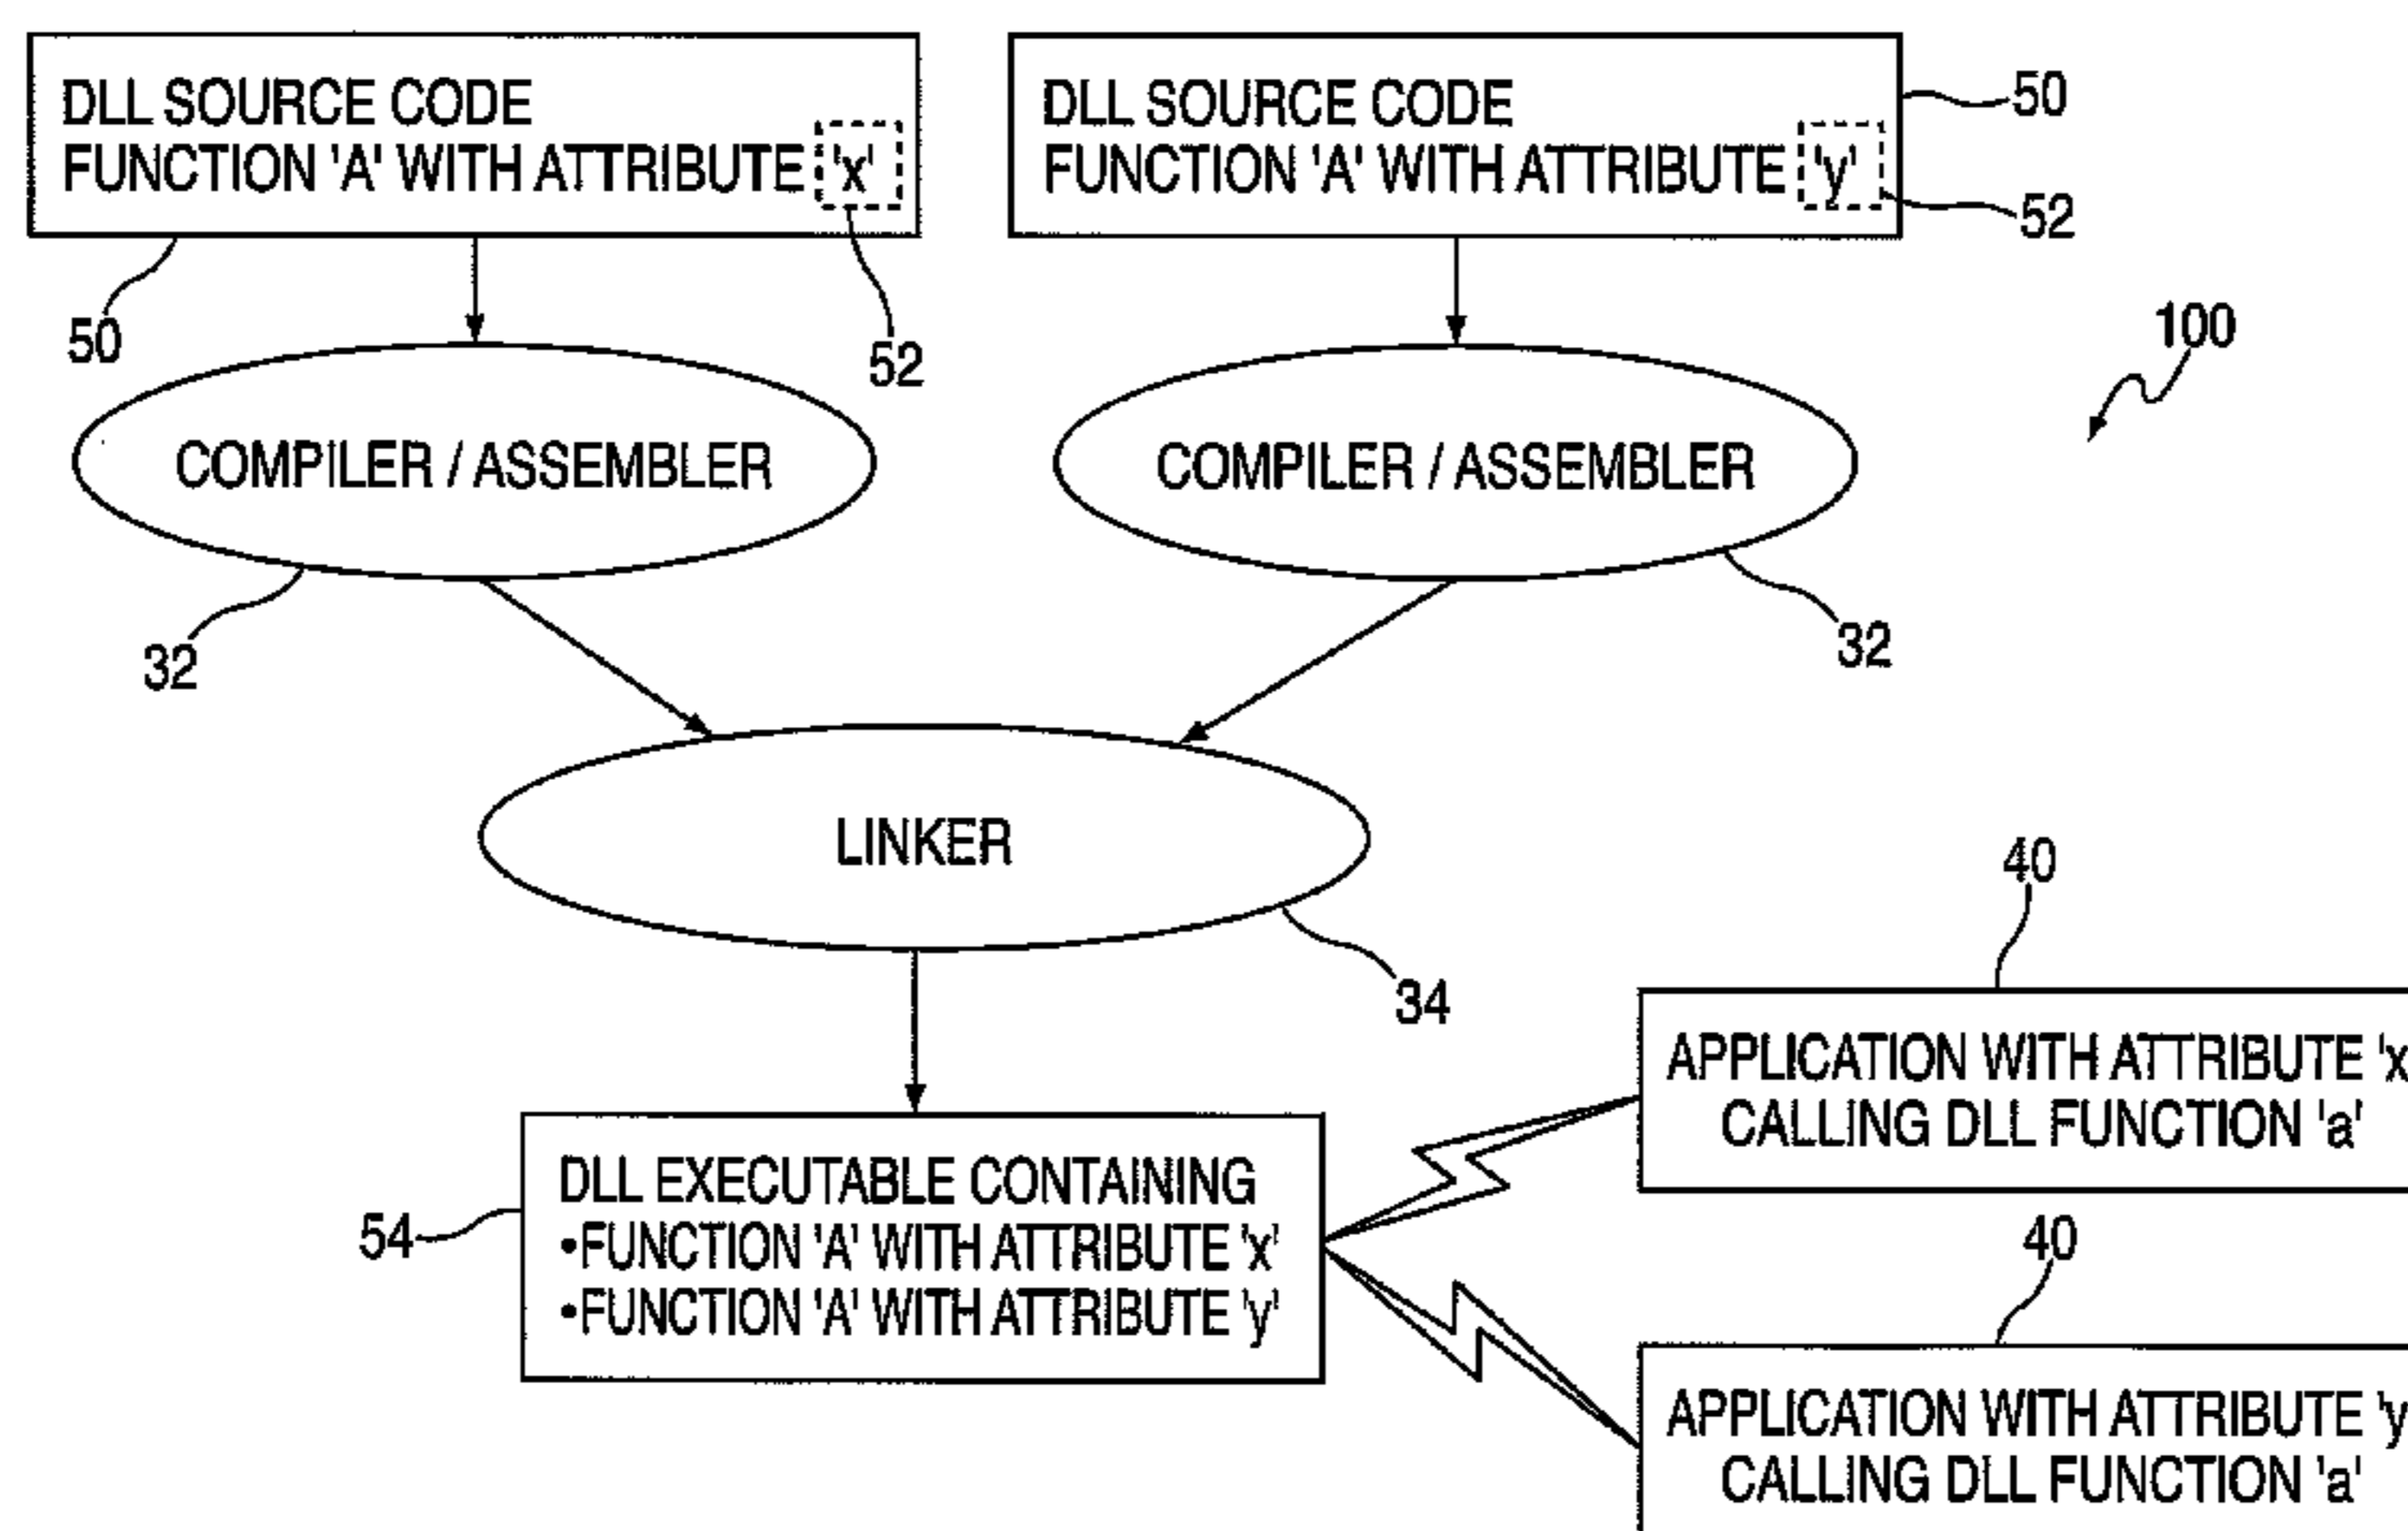 DLL SOURCE CODE
FUNCTION 'A' WITH ATTRIBUTE 'x'
DLL SOURCE CODE
FUNCTION 'A' WITH ATTRIBUTE 'y'
50
52
50
52
100
COMPILER / ASSEMBLER
COMPILER / ASSEMBLER
32
32
LINKER
34
40
APPLICATION WITH ATTRIBUTE 'x
CALLING DLL FUNCTION 'a'
DLL EXECUTABLE CONTAINING
•FUNCTION 'A' WITH ATTRIBUTE 'x'
•FUNCTION 'A' WITH ATTRIBUTE 'y'
54
40
APPLICATION WITH ATTRIBUTE 'y
CALLING DLL FUNCTION 'a'